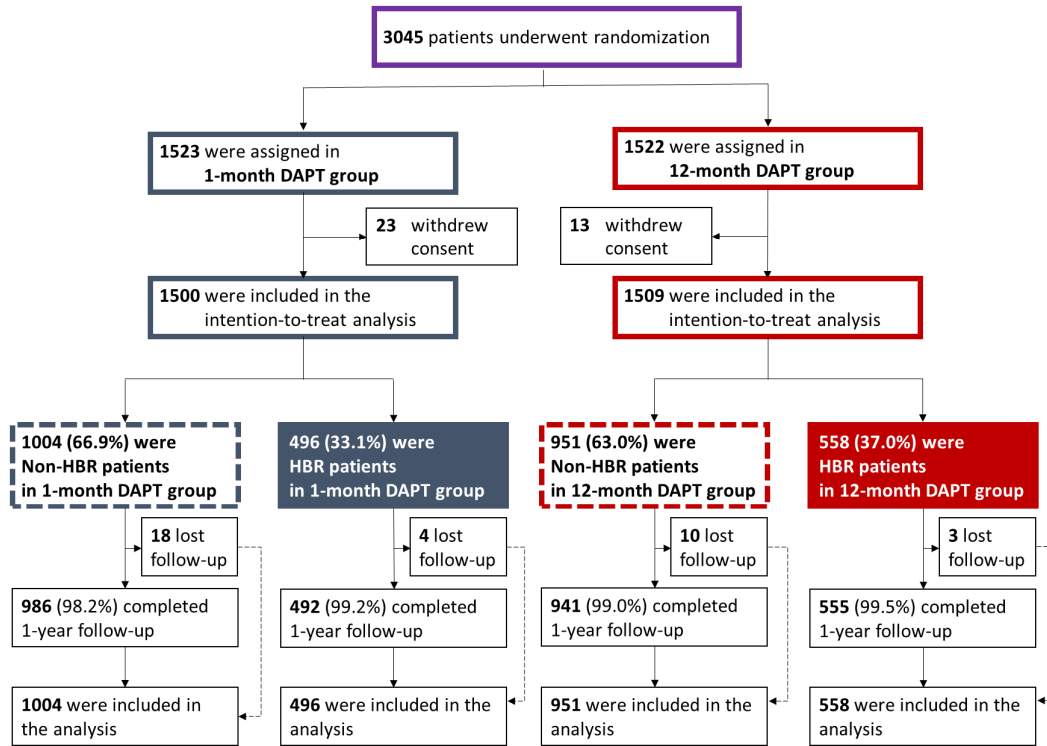 3045 patients underwent randomization
1523 were assigned in
1-month DAPT group
1522 were assigned in
12-month DAPT group
23 withdrew
consent
13 withdrew
consent
1500 were included in the
intention-to-treat analysis
1509 were included in the
intention-to-treat analysis
1004 (66.9%) were
Non-HBR patients
in 1-month DAPT group
496 (33.1%) were
HBR patients
in 1-month DAPT group
951 (63.0%) were
Non-HBR patients
in 12-month DAPT group
558 (37.0%) were
HBR patients
in 12-month DAPT group
18 lost
follow-up
4 lost
follow-up
10 lost
follow-up
3 lost
follow-up
986 (98.2%) completed
1-year follow-up
492 (99.2%) completed
1-year follow-up
941 (99.0%) completed
1-year follow-up
555 (99.5%) completed
1-year follow-up
1004 were included in
the analysis
496 were included in the
analysis
951 were included in the
analysis
558 were included in the
analysis